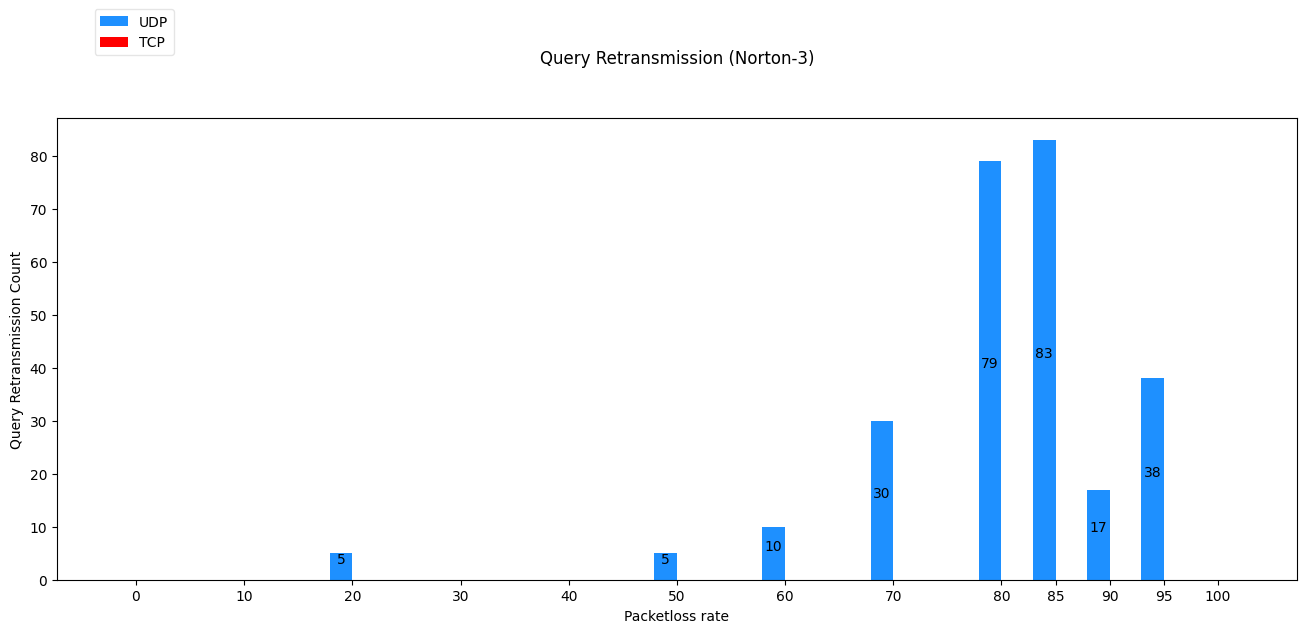 UDP
TCP
Query Retransmission (Norton-3)
Query Retransmission Count
80
70
60
50
40
30
20
10
0
5
5
10
30
79
83
17
38
0 10 20 30 40 50 60 70 80 85 90 95 100
Packetloss rate